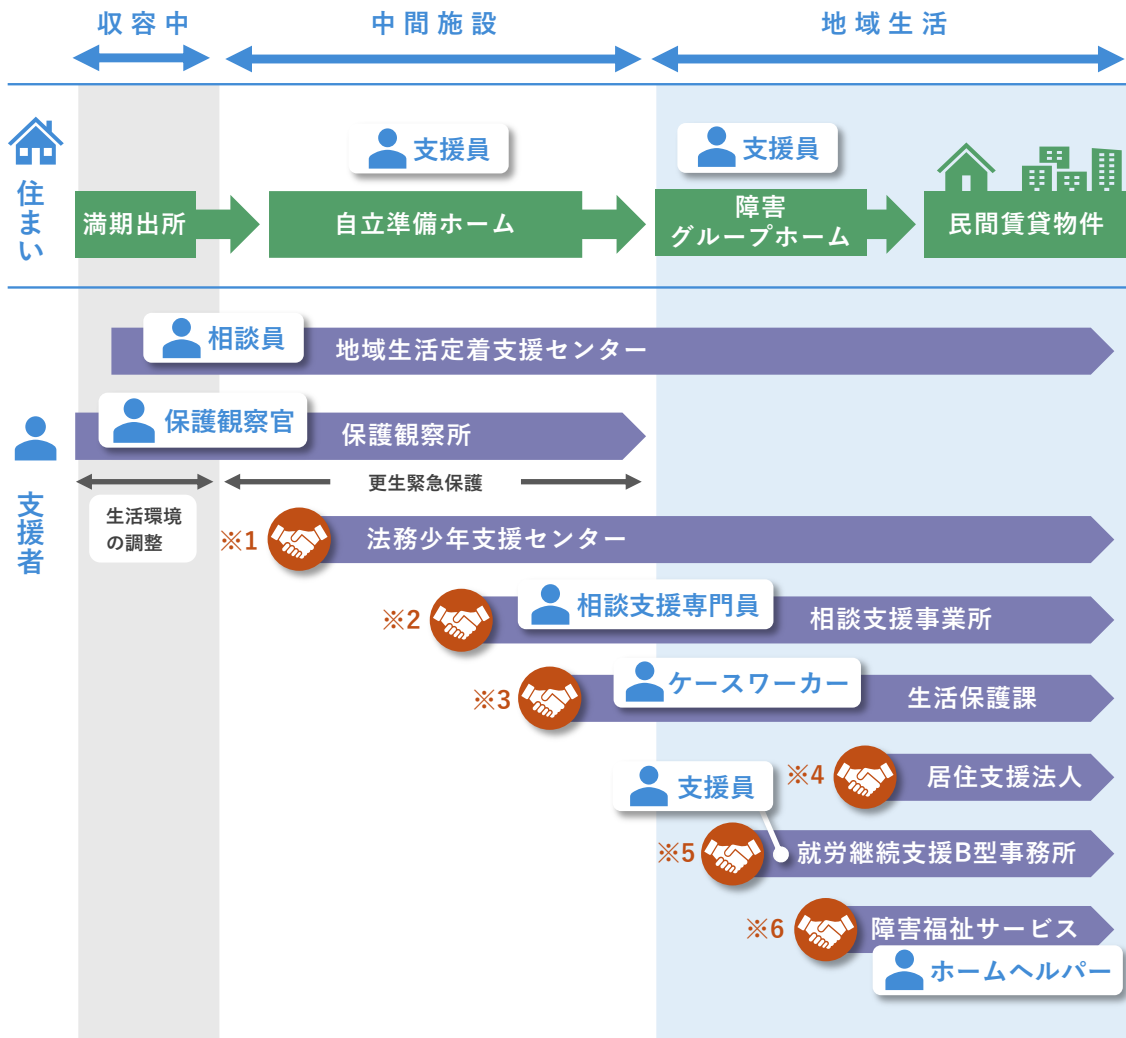 収容中
中間施設
地域生活
住まい
支援員
支援員
満期出所
自立準備ホーム
障害
グループホーム
民間賃貸物件
支援者
相談員
地域生活定着支援センター
保護観察官
保護観察所
更生緊急保護
生活環境
の調整
※1
法務少年支援センター
※2
相談支援専門員
相談支援事業所
※3
ケースワーカー
生活保護課
※4
居住支援法人
支援員
※5
就労継続支援B型事務所
※6
障害福祉サービス
ホームヘルパー